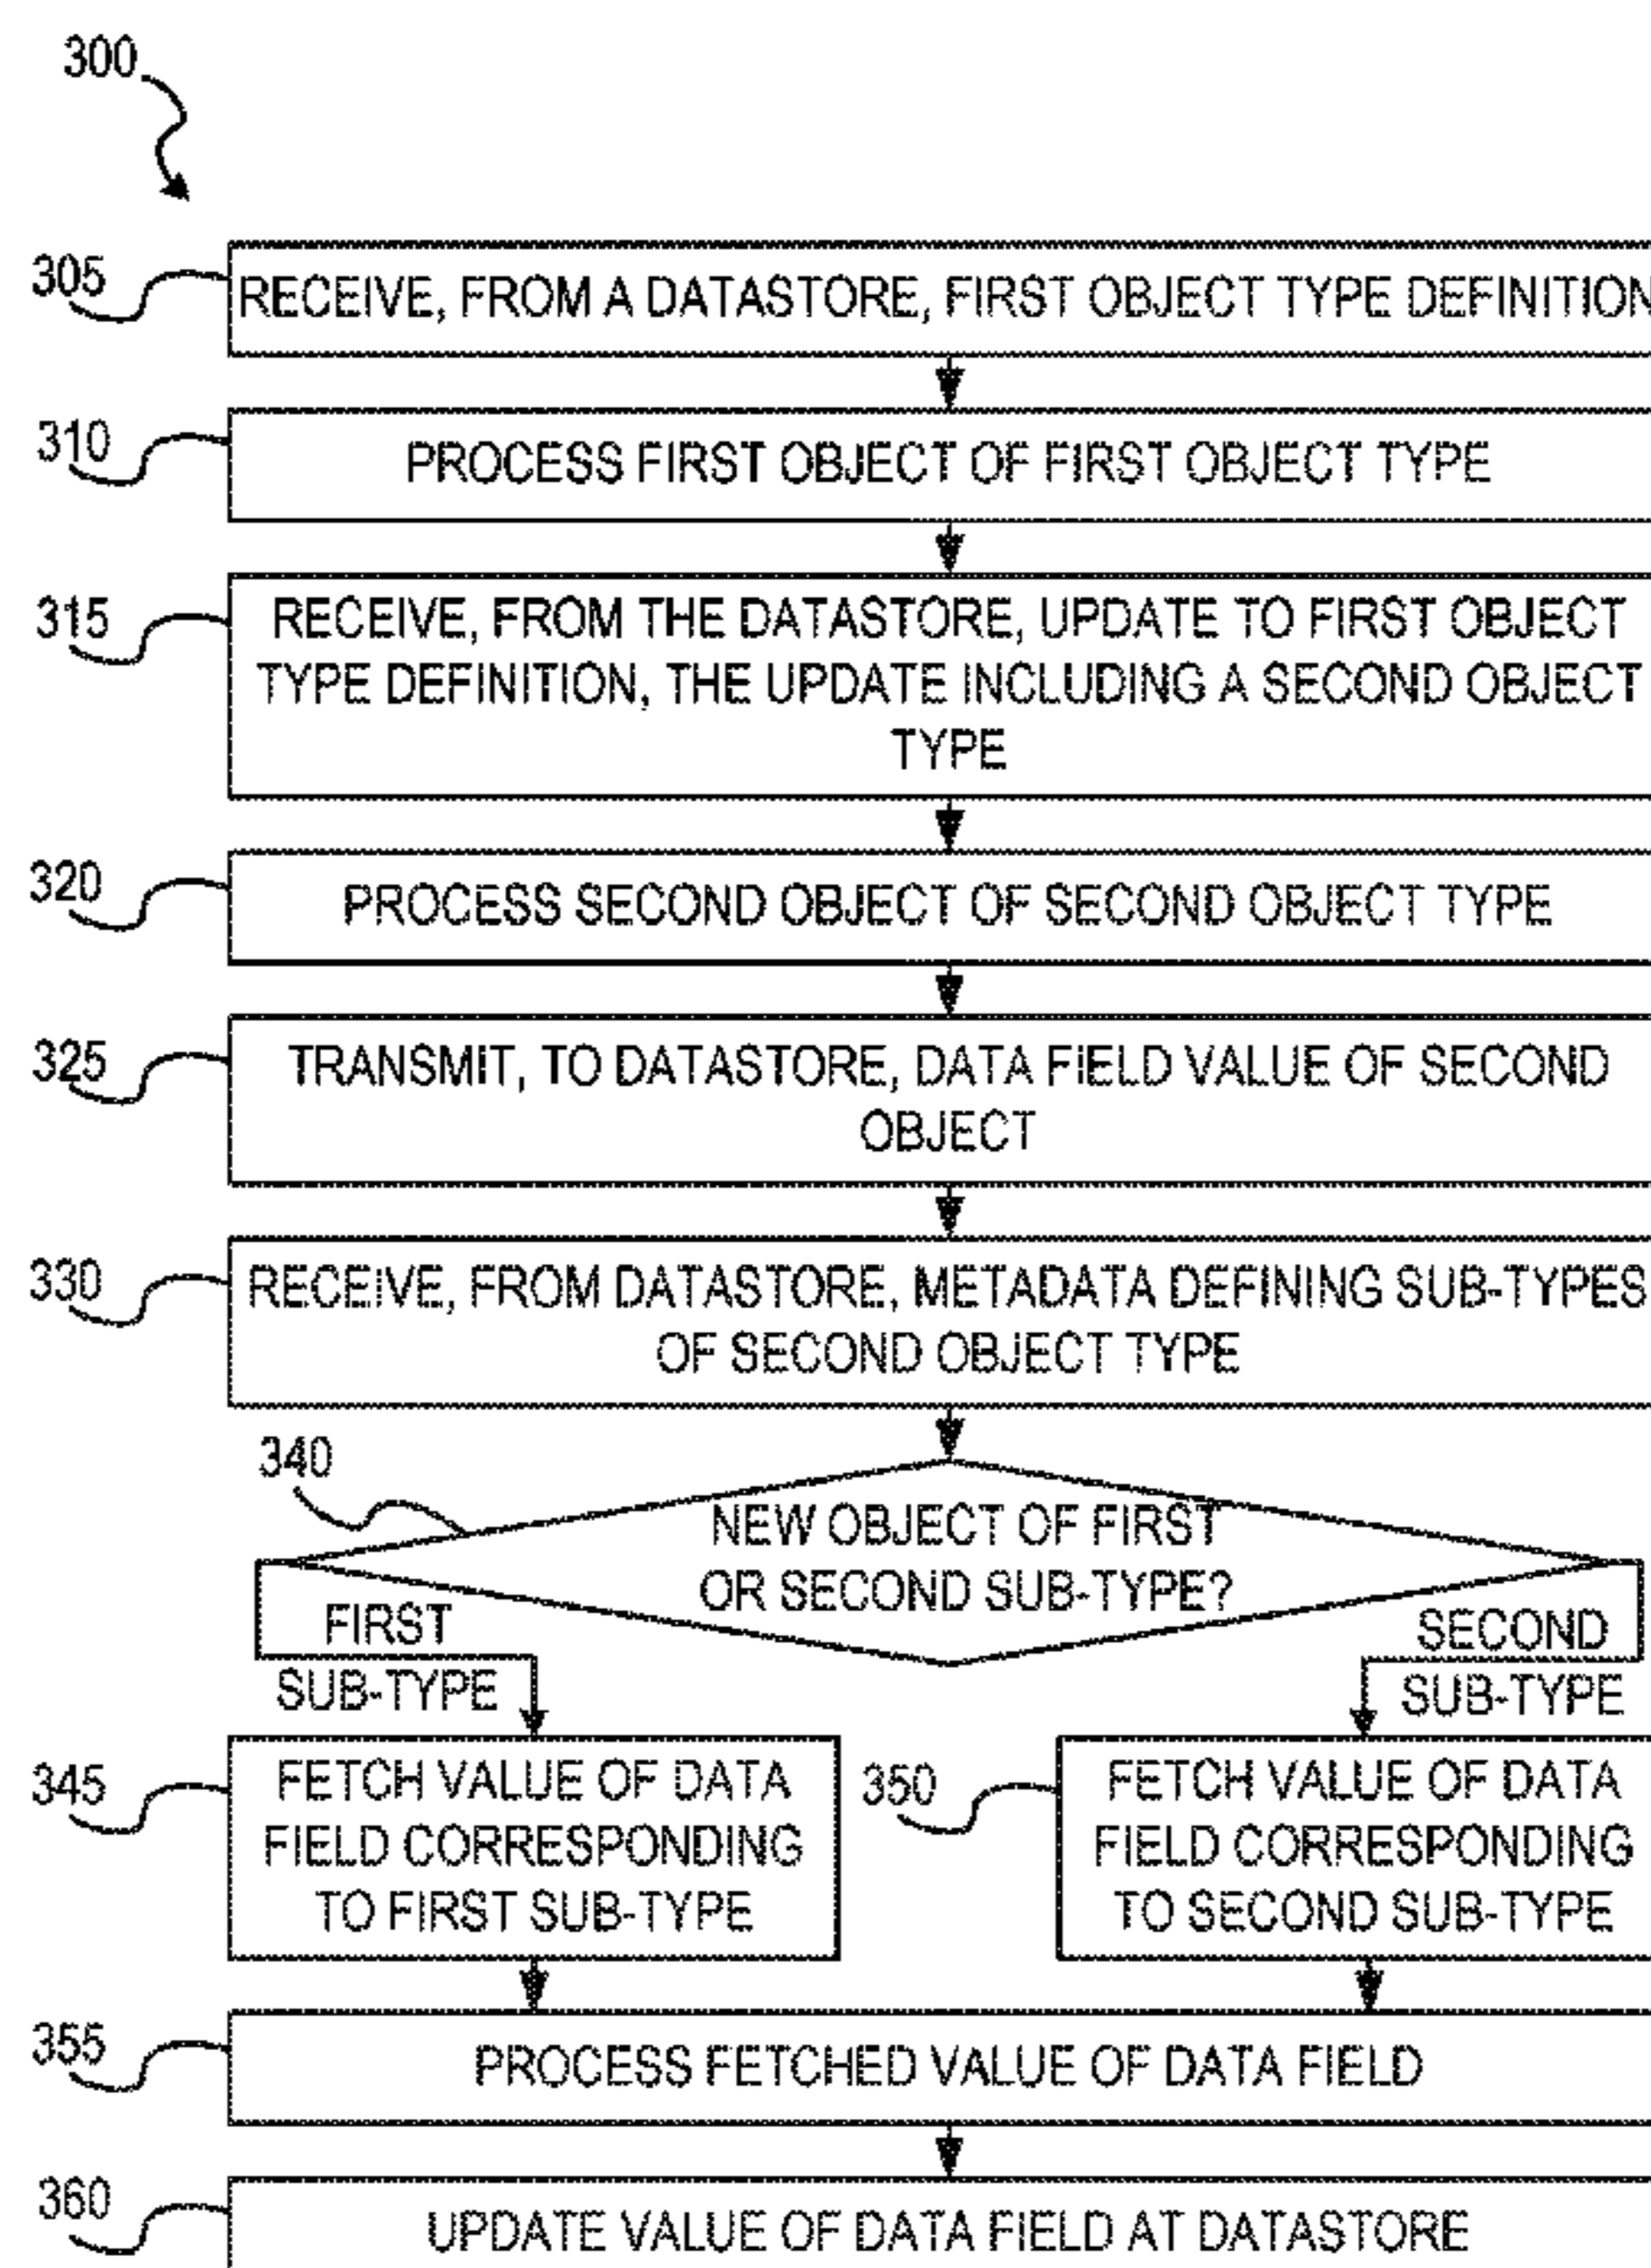 300
305
RECEIVE, FROM A DATASTORE, FIRST OBJECT TYPE DEFINITION
310
PROCESS FIRST OBJECT OF FIRST OBJECT TYPE
315
RECEIVE, FROM THE DATASTORE, UPDATE TO FIRST OBJECT
TYPE DEFINITION, THE UPDATE INCLUDING A SECOND OBJECT
TYPE
320
PROCESS SECOND OBJECT OF SECOND OBJECT TYPE
325
TRANSMIT, TO DATASTORE, DATA FIELD VALUE OF SECOND
OBJECT
330
RECEIVE, FROM DATASTORE, METADATA DEFINING SUB-TYPES
OF SECOND OBJECT TYPE
340
NEW OBJECT OF FIRST
OR SECOND SUB-TYPE?
FIRST
SUB-TYPE
SECOND
SUB-TYPE
345
FETCH VALUE OF DATA
FIELD CORRESPONDING
TO FIRST SUB-TYPE
350
FETCH VALUE OF DATA
FIELD CORRESPONDING
TO SECOND SUB-TYPE
355
PROCESS FETCHED VALUE OF DATA FIELD
360
UPDATE VALUE OF DATA FIELD AT DATASTORE